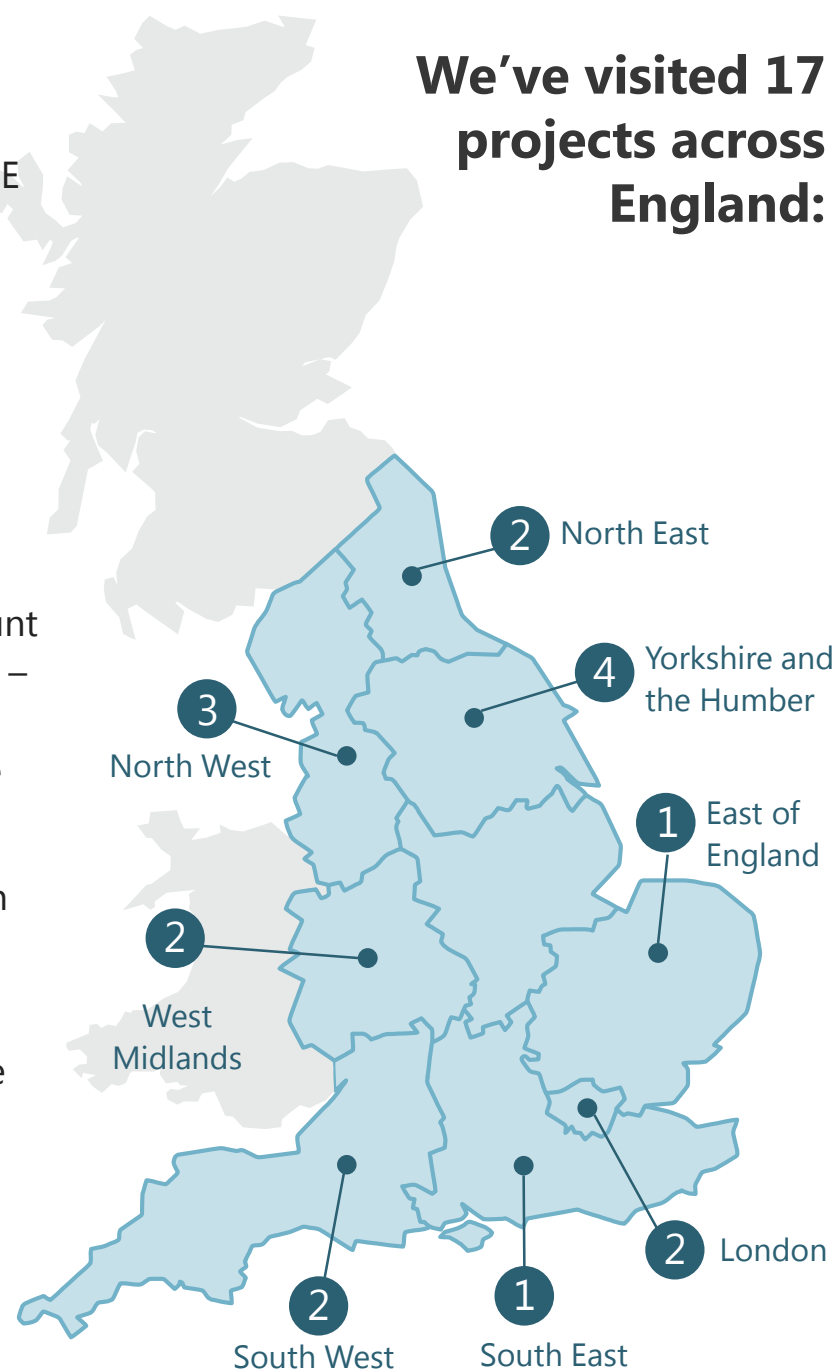 We've visited 17
projects across
England:
E
unt
–
n
e
2 North East
4 Yorkshire and
the Humber
3
North West
1 East of
England
2
West
Midlands
2 London
2
South West
1
South East